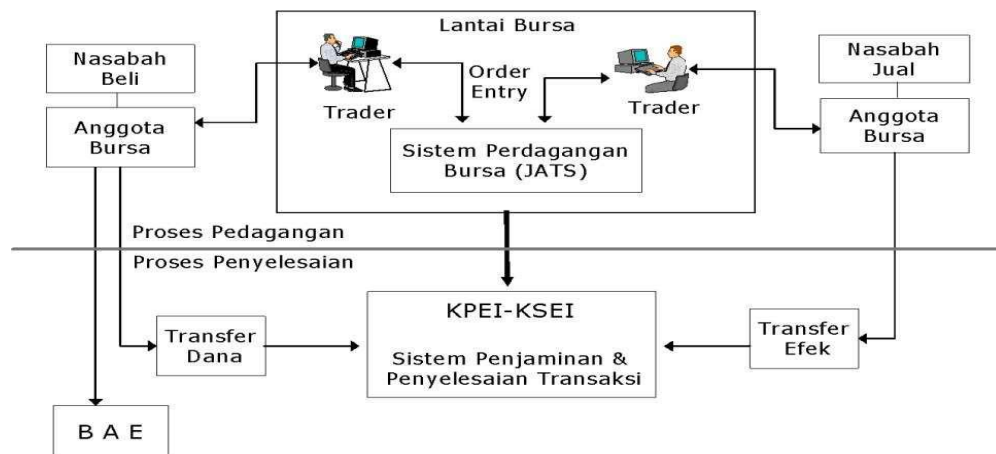 Lantai Bursa
Nasabah
Beli
Nasabah
Jual
Order
Entry
Trader
Trader
Anggota
Bursa
Anggota
Bursa
Sistem Perdagangan
Bursa (JATS)
Proses Pedagangan
Proses Penyelesaian
KPEI-KSEI
Sistem Penjaminan &
Penyelesaian Transaksi
Transfer
Dana
Transfer
Efek
B A E